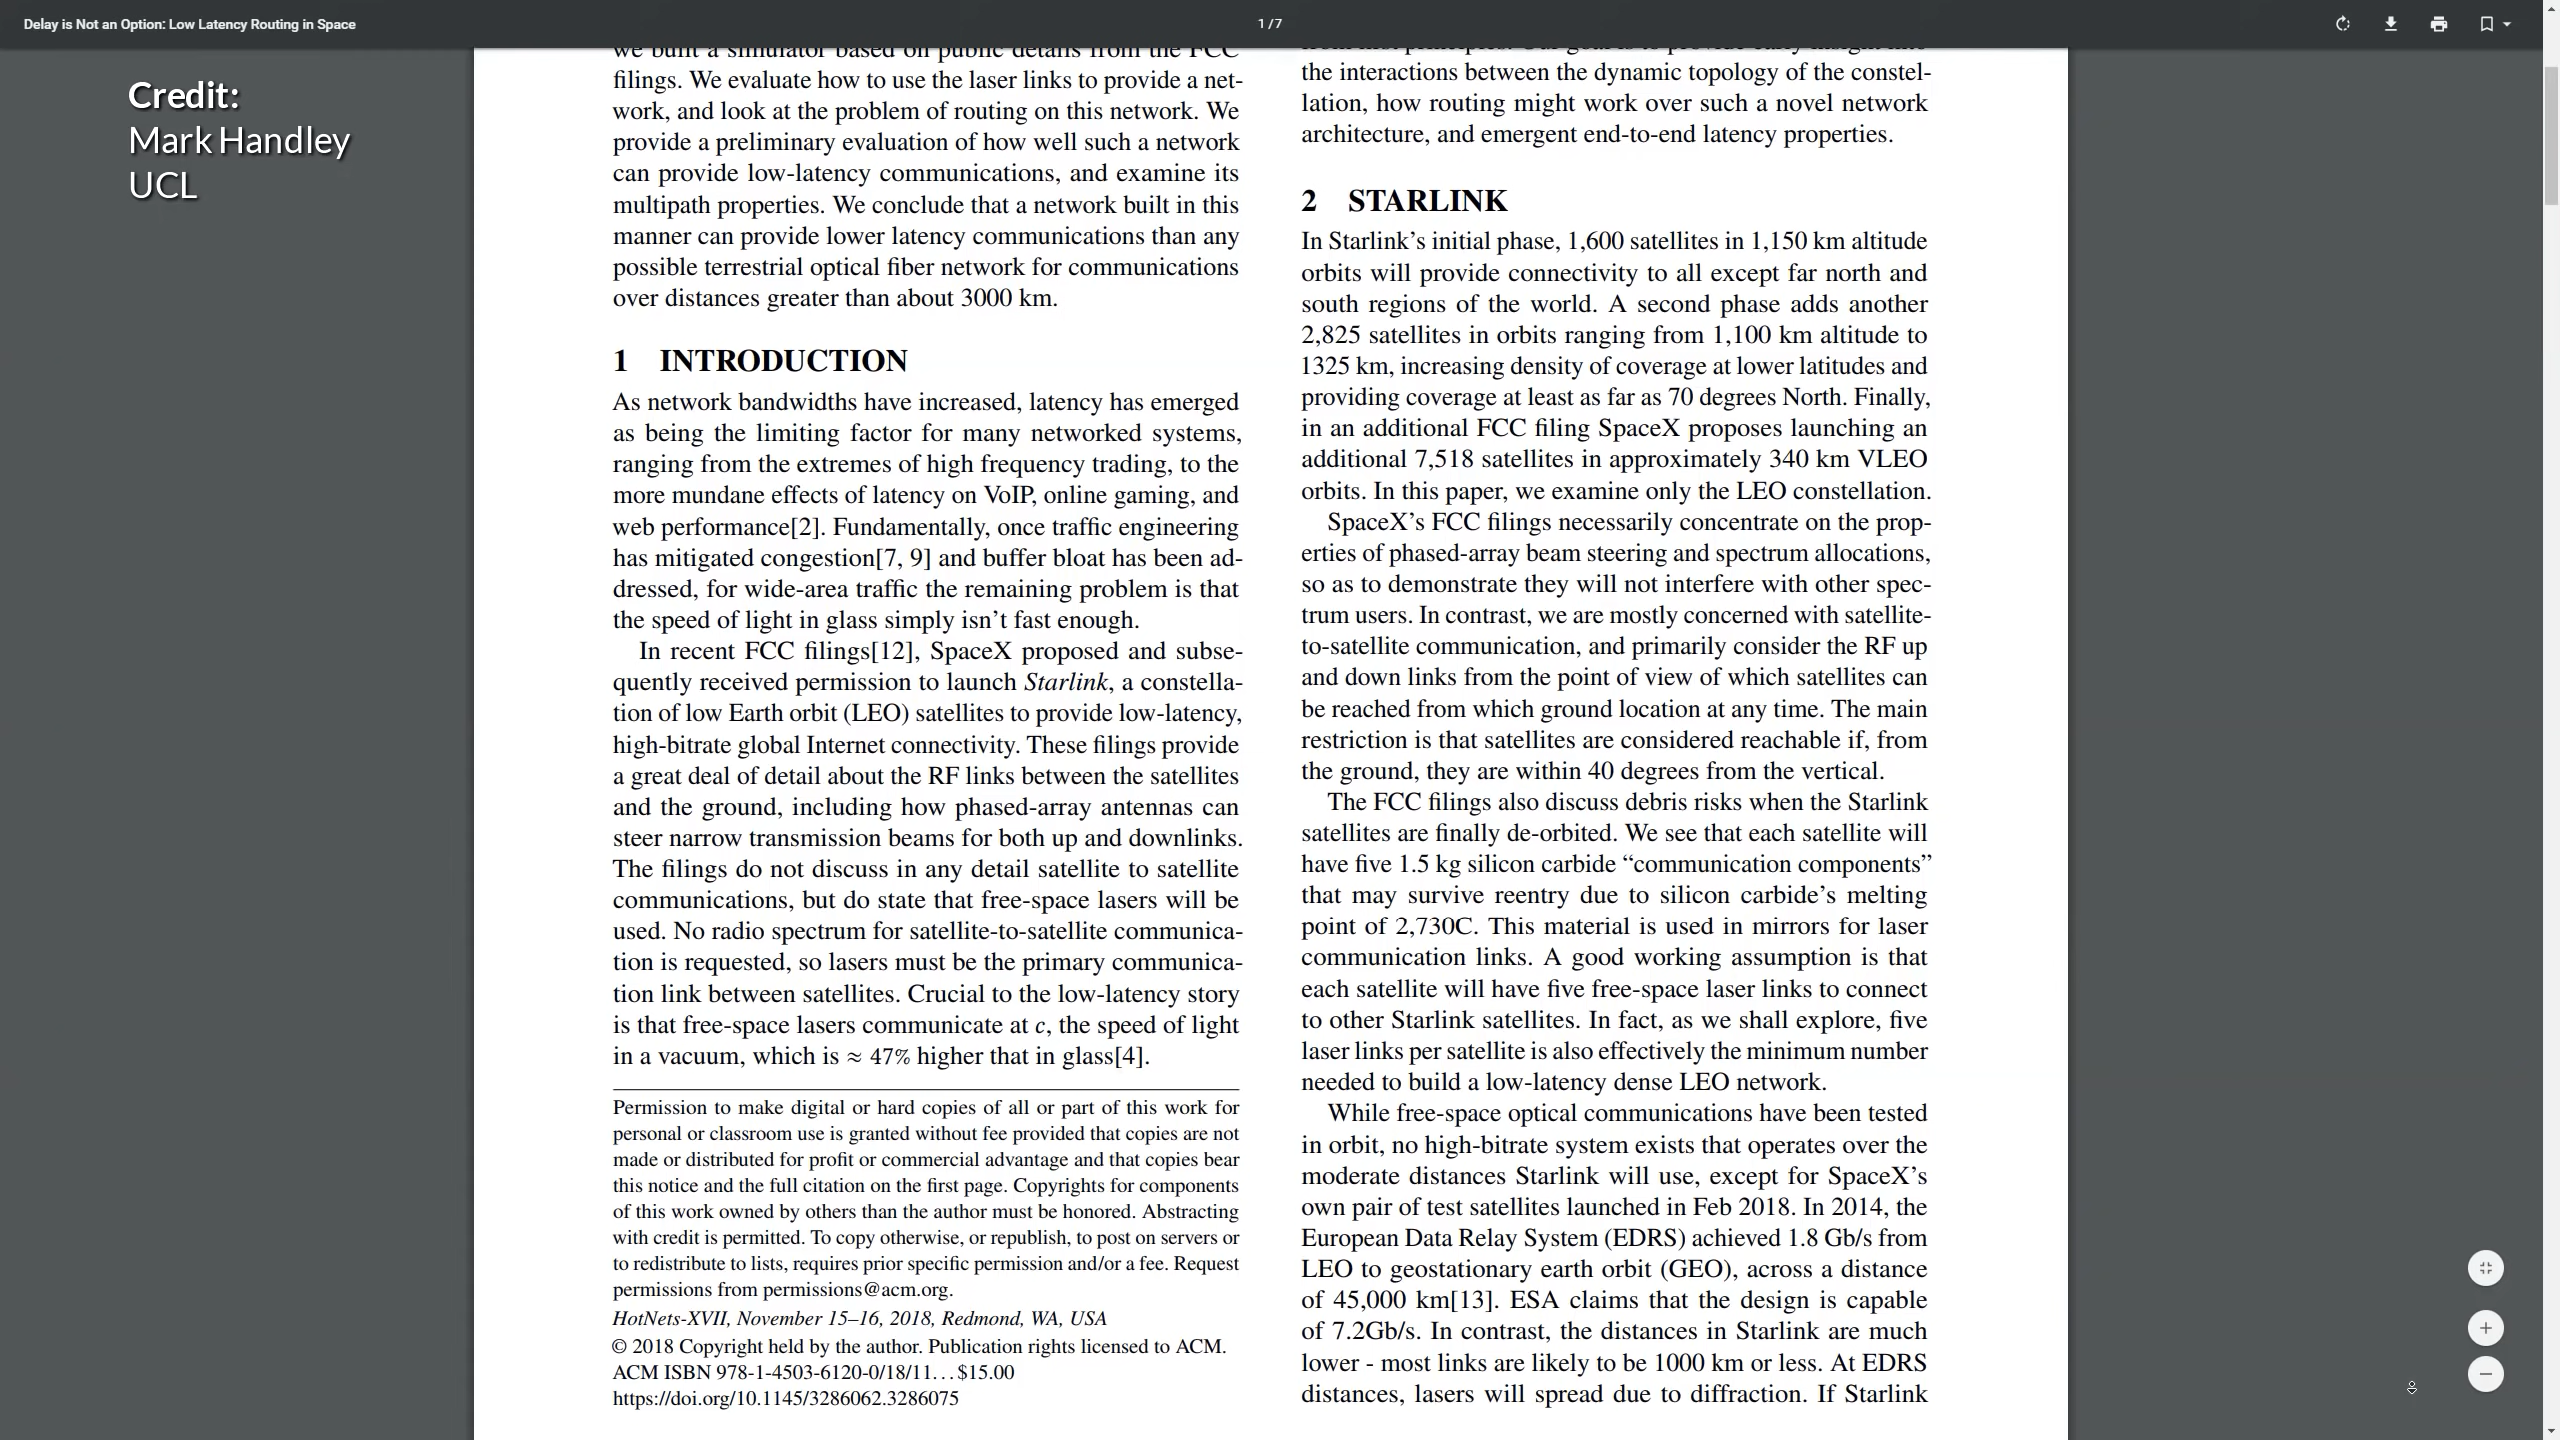 Delay is Not an Option: Low Latency Routing in Space
1/7
Credit:
Mark Handley
UCL
we built a simulator based on public details from the FCC
filings. We evaluate how to use the laser links to provide a net-
work, and look at the problem of routing on this network. We
provide a preliminary evaluation of how well such a network
can provide low-latency communications, and examine its
multipath properties. We conclude that a network built in this
manner can provide lower latency communications than any
possible terrestrial optical fiber network for communications
over distances greater than about 3000 km.
1 INTRODUCTION
As network bandwidths have increased, latency has emerged
as being the limiting factor for many networked systems,
ranging from the extremes of high frequency trading, to the
more mundane effects of latency on VoIP, online gaming, and
web performance[2]. Fundamentally, once traffic engineering
has mitigated congestion[7, 9] and buffer bloat has been ad-
dressed, for wide-area traffic the remaining problem is that
the speed of light in glass simply isn't fast enough.
In recent FCC filings[12], SpaceX proposed and subse-
quently received permission to launch Starlink, a constella-
tion of low Earth orbit (LEO) satellites to provide low-latency,
high-bitrate global Internet connectivity. These filings provide
a great deal of detail about the RF links between the satellites
and the ground, including how phased-array antennas can
steer narrow transmission beams for both up and downlinks.
The filings do not discuss in any detail satellite to satellite
communications, but do state that free-space lasers will be
used. No radio spectrum for satellite-to-satellite communica-
tion is requested, so lasers must be the primary communica-
tion link between satellites. Crucial to the low-latency story
is that free-space lasers communicate at c, the speed of light
in a vacuum, which is ≈ 47% higher that in glass[4].
Permission to make digital or hard copies of all or part of this work for
personal or classroom use is granted without fee provided that copies are not
made or distributed for profit or commercial advantage and that copies bear
this notice and the full citation on the first page. Copyrights for components
of this work owned by others than the author must be honored. Abstracting
with credit is permitted. To copy otherwise, or republish, to post on servers or
to redistribute to lists, requires prior specific permission and/or a fee. Request
permissions from permissions@acm.org.
HotNets-XVII, November 15–16, 2018, Redmond, WA, USA
© 2018 Copyright held by the author. Publication rights licensed to ACM.
ACM ISBN 978-1-4503-6120-0/18/11...$15.00
https://doi.org/10.1145/3286062.3286075
from first principles. Our goal is to provide early insight into
the interactions between the dynamic topology of the constel-
lation, how routing might work over such a novel network
architecture, and emergent end-to-end latency properties.
2 STARLINK
In Starlink's initial phase, 1,600 satellites in 1,150 km altitude
orbits will provide connectivity to all except far north and
south regions of the world. A second phase adds another
2,825 satellites in orbits ranging from 1,100 km altitude to
1325 km, increasing density of coverage at lower latitudes and
providing coverage at least as far as 70 degrees North. Finally,
in an additional FCC filing SpaceX proposes launching an
additional 7,518 satellites in approximately 340 km VLEO
orbits. In this paper, we examine only the LEO constellation.
SpaceX's FCC filings necessarily concentrate on the prop-
erties of phased-array beam steering and spectrum allocations,
so as to demonstrate they will not interfere with other spec-
trum users. In contrast, we are mostly concerned with satellite-
to-satellite communication, and primarily consider the RF up
and down links from the point of view of which satellites can
be reached from which ground location at any time. The main
restriction is that satellites are considered reachable if, from
the ground, they are within 40 degrees from the vertical.
The FCC filings also discuss debris risks when the Starlink
satellites are finally de-orbited. We see that each satellite will
have five 1.5 kg silicon carbide “communication components”
that may survive reentry due to silicon carbide's melting
point of 2,730C. This material is used in mirrors for laser
communication links. A good working assumption is that
each satellite will have five free-space laser links to connect
to other Starlink satellites. In fact, as we shall explore, five
laser links per satellite is also effectively the minimum number
needed to build a low-latency dense LEO network.
While free-space optical communications have been tested
in orbit, no high-bitrate system exists that operates over the
moderate distances Starlink will use, except for SpaceX's
own pair of test satellites launched in Feb 2018. In 2014, the
European Data Relay System (EDRS) achieved 1.8 Gb/s from
LEO to geostationary earth orbit (GEO), across a distance
of 45,000 km[13]. ESA claims that the design is capable
of 7.2Gb/s. In contrast, the distances in Starlink are much
lower - most links are likely to be 1000 km or less. At EDRS
distances, lasers will spread due to diffraction. If Starlink